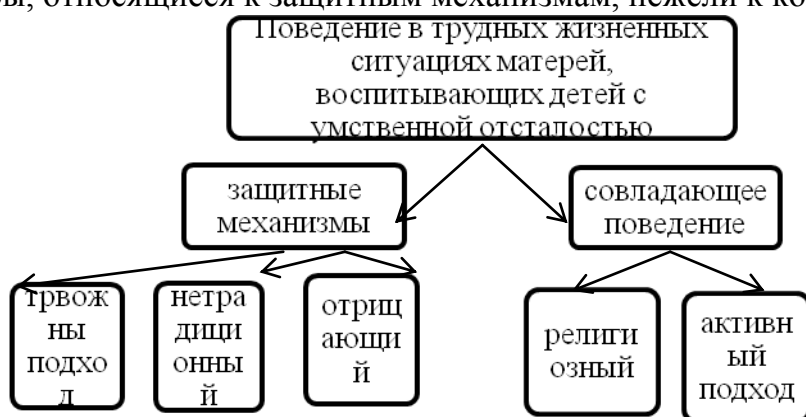 ы, относящиеся к защитным механизмам, нежели к ко
Поведение в трудных жизненных
ситуациях матерей,
воспитывающих детей с
умственной отсталостью
защитные
механизмы
совладающее
поведение
трвож
ны
подхо
д
нетра
дици
онны
й
отриц
ающи
й
религи
озный
активн
ый
подход